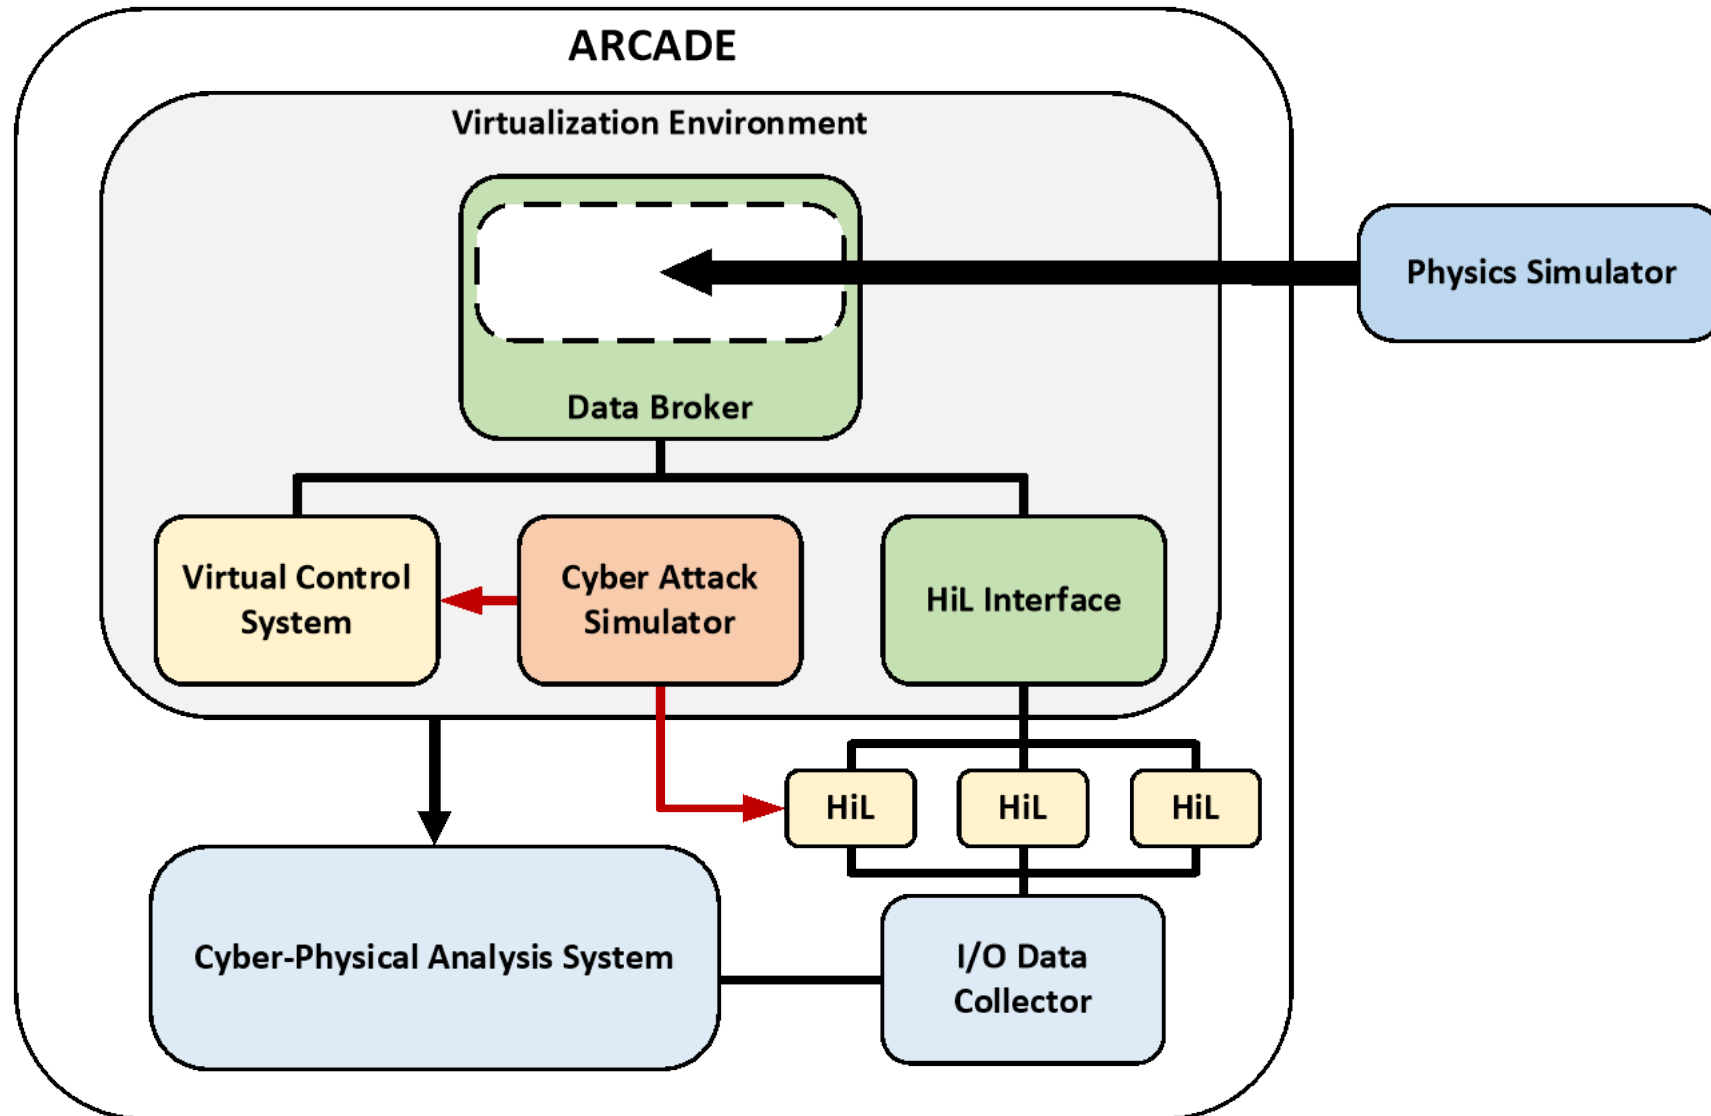 ARCADE
Virtualization Environment
Physics Simulator
Data Broker
Virtual Control
System
Cyber Attack
Simulator
HiL Interface
HiL
HiL
HiL
Cyber-Physical Analysis System
I/O Data
Collector